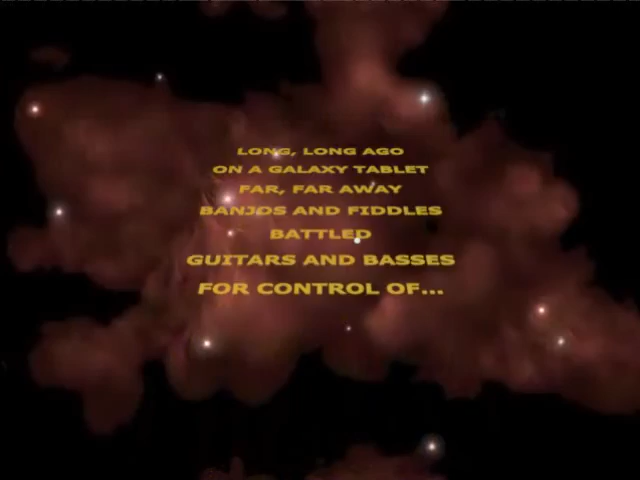 LONG, LONG AGO
ON A GALAXY TABLET
FAR, FAR AWAY
BANJOS AND FIDDLES
BATTLED
GUITARS AND BASSES
FOR CONTROL OF...